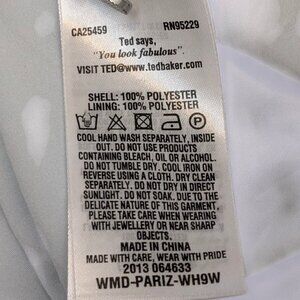 CA25459 RN95229
Ted says,
"You look fabulous".
VISIT TED@www.tedbaker.com
SHELL: 100% POLYESTER
LINING: 100% POLYESTER
COOL HAND WASH SEPARATELY, INSIDE
OUT. DO NOT USE PRODUCTS
CONTAINING BLEACH, OIL OR ALCOHOL.
DO NOT TUMBLE DRY. COOL IRON ON
REVERSE USING A CLOTH. DRY CLEAN
SEPARATELY. DO NOT DRY IN DIRECT
SUNLIGHT. DO NOT SOAK. DUE TO THE
DELICATE NATURE OF THIS GARMENT,
PLEASE TAKE CARE WHEN WEARING
WITH JEWELLERY OR NEAR SHARP
OBJECTS.
MADE IN CHINA
MADE WITH CARE, WEAR WITH PRIDE
2013 064633
WMD-PARIZ-WH9W